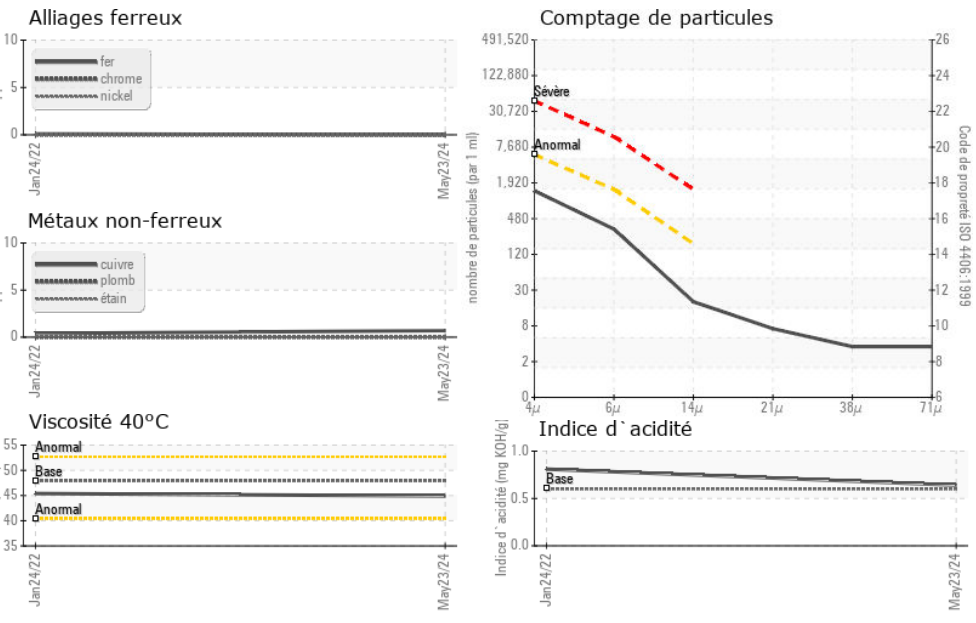 Alliages ferreux
10
5
0
fer
chrome
nickel
Jan24/22
May23/24
Métaux non-ferreux
10
5
0
cuivre
plomb
étain
Jan24/22
May23/24
Viscosité 40°C
55
50
45
40
35
Anormal
Base
Anormal
Jan24/22
May23/24
Comptage de particules
nombre de particules (par 1 ml)
491,520
122,880
30,720
7,680
1,920
480
120
30
8
2
0
Sévère
Anormal
4µ
6µ
14µ
21µ
38µ
71µ
26
24
22
20
18
16
14
12
10
8
6
Code de propreté ISO 4406:1999
Indice d`acidité
Indice d`acidité (mg KOH/g)
1.0
0.5
0.0
Base
Jan24/22
May23/24